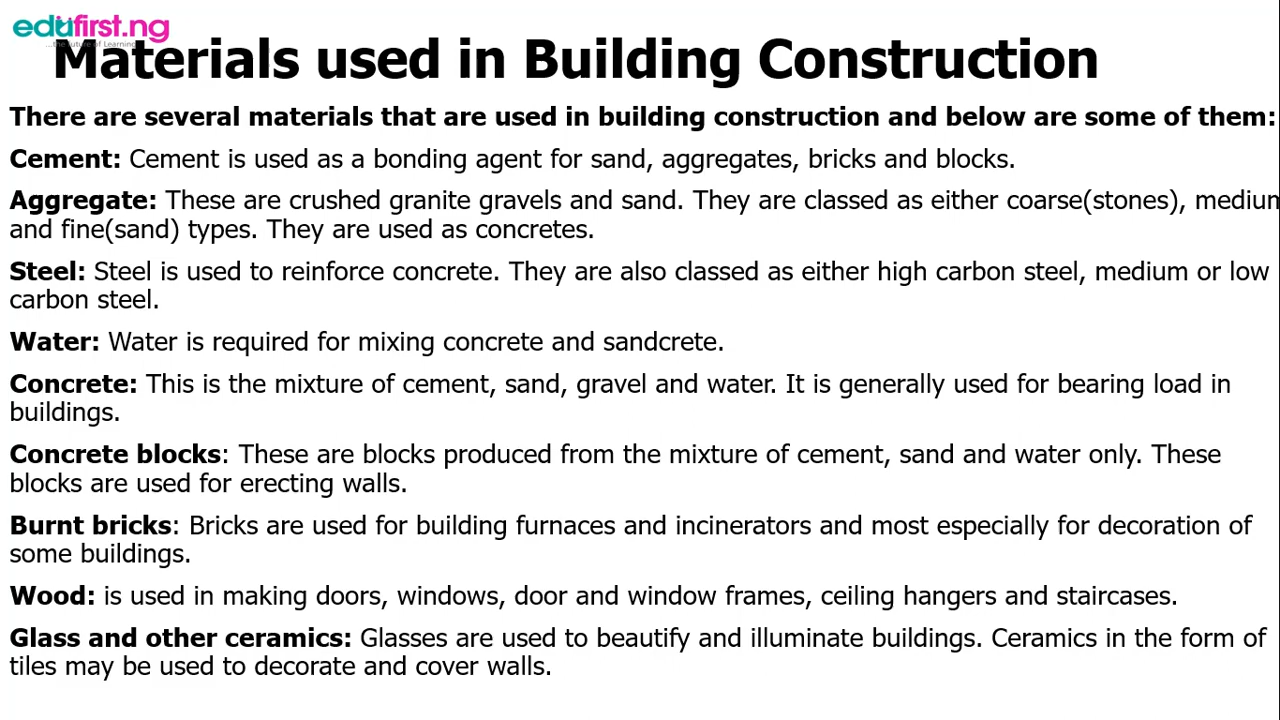 edufirst.ng
...the future of Learning
Materials used in Building Construction
There are several materials that are used in building construction and below are some of them:
Cement: Cement is used as a bonding agent for sand, aggregates, bricks and blocks.
Aggregate: These are crushed granite gravels and sand. They are classed as either coarse(stones), medium
and fine(sand) types. They are used as concretes.
Steel: Steel is used to reinforce concrete. They are also classed as either high carbon steel, medium or low
carbon steel.
Water: Water is required for mixing concrete and sandcrete.
Concrete: This is the mixture of cement, sand, gravel and water. It is generally used for bearing load in
buildings.
Concrete blocks: These are blocks produced from the mixture of cement, sand and water only. These
blocks are used for erecting walls.
Burnt bricks: Bricks are used for building furnaces and incinerators and most especially for decoration of
some buildings.
Wood: is used in making doors, windows, door and window frames, ceiling hangers and staircases.
Glass and other ceramics: Glasses are used to beautify and illuminate buildings. Ceramics in the form of
tiles may be used to decorate and cover walls.